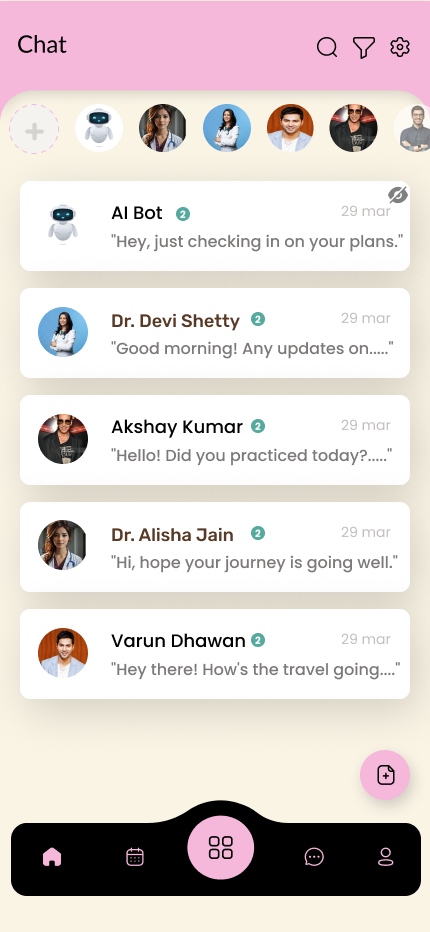 Chat
AI Bot 2 29 mar
"Hey, just checking in on your plans."
Dr. Devi Shetty 2 29 mar
"Good morning! Any updates on....."
Akshay Kumar 2 29 mar
"Hello! Did you practiced today?....."
Dr. Alisha Jain 2 29 mar
"Hi, hope your journey is going well."
Varun Dhawan 2 29 mar
"Hey there! How's the travel going...."